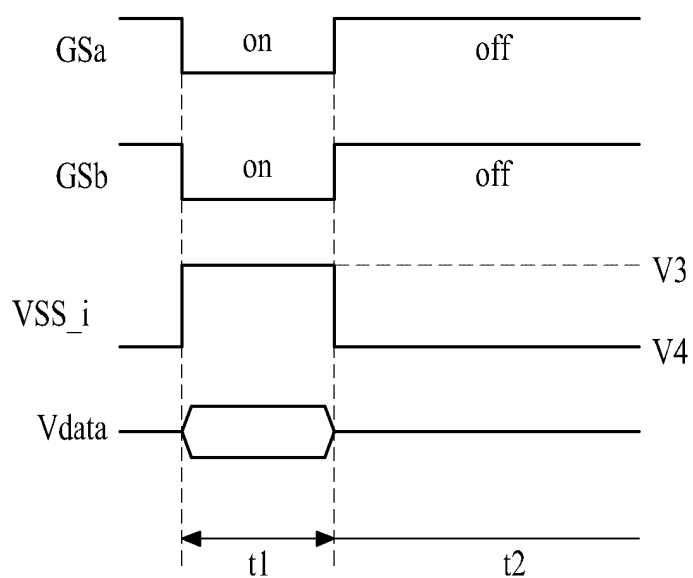 GSa on off
GSb on off
V3
VSS_i
V4
Vdata
t1 t2